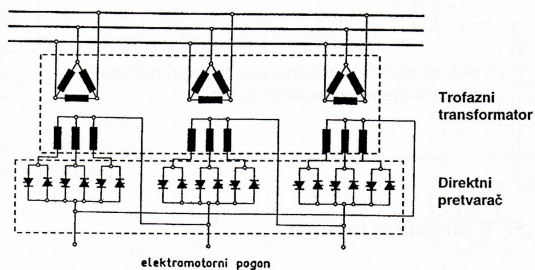 Trofazni
transformator
Direktni
pretvarač
elektromotorni pogon